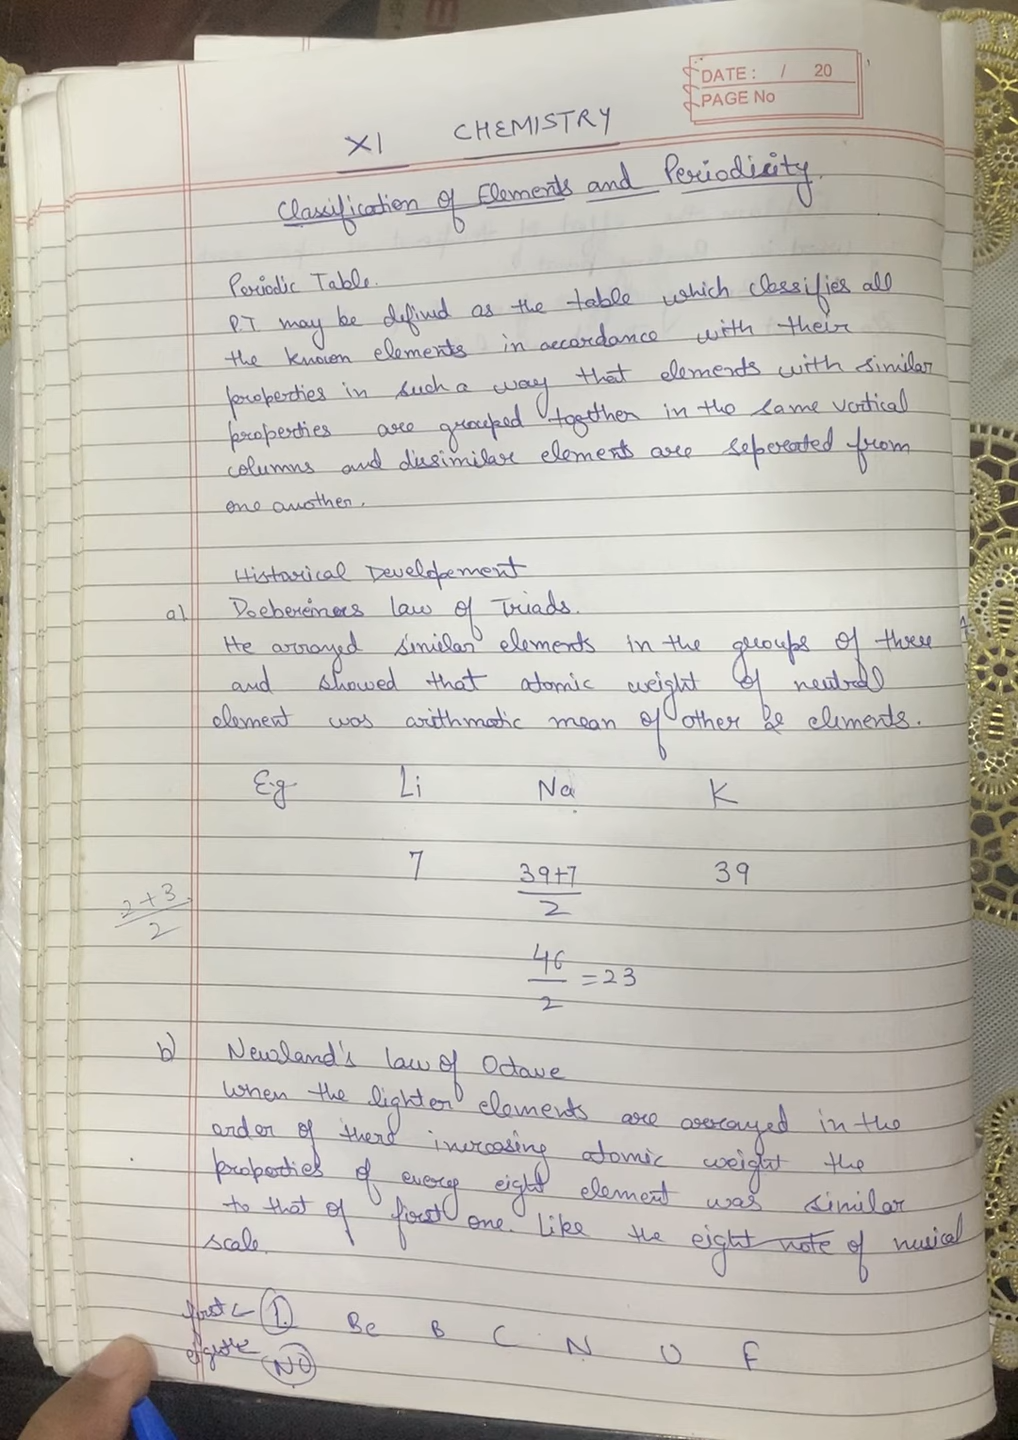 DATE: / 20
PAGE No
XI CHEMISTRY
Classification of Elements and Periodicity.
Periodic Table.
P.T may be defined as the table which classifies all
the known elements in accordance with their
properties in such a way that elements with similar
properties are grouped together in the same vertical
columns and dissimilar elements are seperated from
one another.
Historical Developement
a) Doebereiners law of Triads.
He arrayed similar elements in the groups of three
and showed that atomic weight of neutral
element was arithmatic mean of other be elements.
E.g Li Na K
7 39+7 39
2
2+3
2
46 = 23
2
b) Newland's law of Octave
When the lighter elements are arrayed in the
order of there increasing atomic weight the
properties of every eight element was similar
to that of first one. Like the eight note of musical
scale.
first Be B C N O F